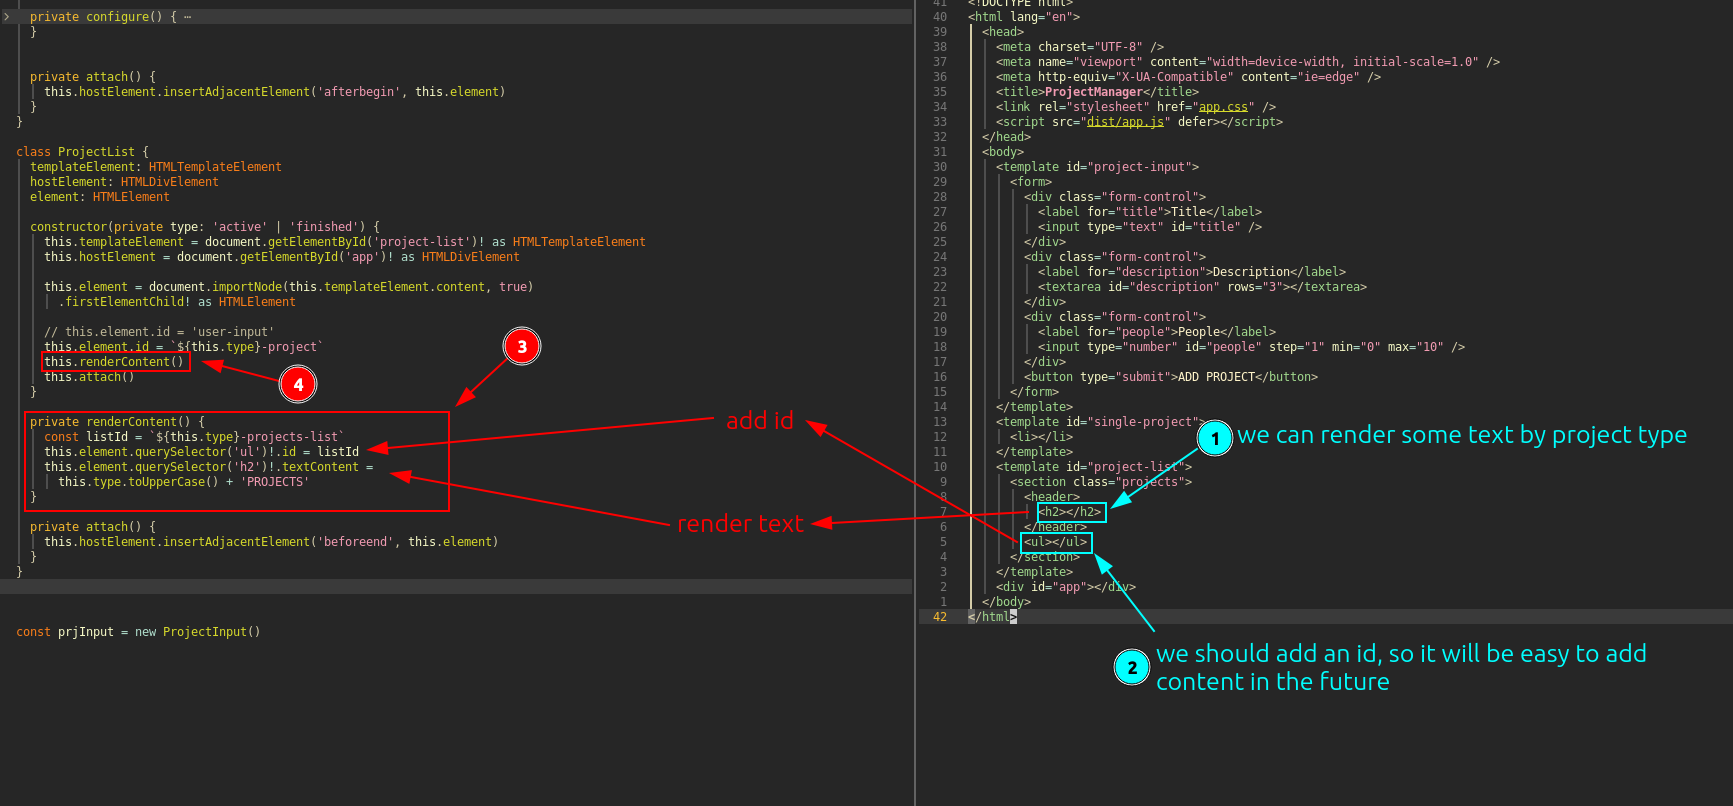 private configure() { ⋯
}
private attach() {
this.hostElement.insertAdjacentElement('afterbegin', this.element)
}
}
class ProjectList {
templateElement: HTMLTemplateElement
hostElement: HTMLDivElement
element: HTMLElement
constructor(private type: 'active' | 'finished') {
this.templateElement = document.getElementById('project-list')! as HTMLTemplateElement
this.hostElement = document.getElementById('app')! as HTMLDivElement
this.element = document.importNode(this.templateElement.content, true)
.firstElementChild! as HTMLElement
// this.element.id = 'user-input'
this.element.id = `${this.type}-project`
this.renderContent()
this.attach()
}
private renderContent() {
const listId = `${this.type}-projects-list`
this.element.querySelector('ul')!.id = listId
this.element.querySelector('h2')!.textContent =
this.type.toUpperCase() + 'PROJECTS'
}
private attach() {
this.hostElement.insertAdjacentElement('beforeend', this.element)
}
}
const prjInput = new ProjectInput()
3
4
add id
render text
41 <!DOCTYPE html>
40 <html lang="en">
39 <head>
38 <meta charset="UTF-8" />
37 <meta name="viewport" content="width=device-width, initial-scale=1.0" />
36 <meta http-equiv="X-UA-Compatible" content="ie=edge" />
35 <title>ProjectManager</title>
34 <link rel="stylesheet" href="app.css" />
33 <script src="dist/app.js" defer></script>
32 </head>
31 <body>
30 <template id="project-input">
29 <form>
28 <div class="form-control">
27 <label for="title">Title</label>
26 <input type="text" id="title" />
25 </div>
24 <div class="form-control">
23 <label for="description">Description</label>
22 <textarea id="description" rows="3"></textarea>
21 </div>
20 <div class="form-control">
19 <label for="people">People</label>
18 <input type="number" id="people" step="1" min="0" max="10" />
17 </div>
16 <button type="submit">ADD PROJECT</button>
15 </form>
14 </template>
13 <template id="single-project">
12 <li></li>
11 </template>
10 <template id="project-list">
9 <section class="projects">
8 <header>
7 <h2></h2>
6 </header>
5 <ul></ul>
4 </section>
3 </template>
2 <div id="app"></div>
1 </body>
42 </html>
1 we can render some text by project type
2 we should add an id, so it will be easy to add
content in the future